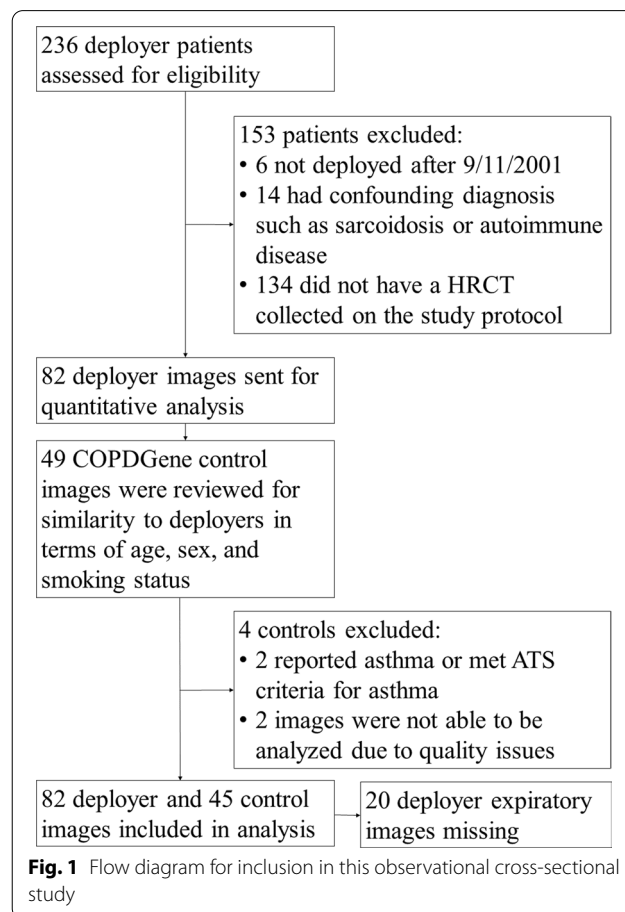 236 deployer patients
assessed for eligibility
153 patients excluded:
• 6 not deployed after 9/11/2001
• 14 had confounding diagnosis
such as sarcoidosis or autoimmune
disease
• 134 did not have a HRCT
collected on the study protocol
82 deployer images sent for
quantitative analysis
49 COPDGene control
images were reviewed for
similarity to deployers in
terms of age, sex, and
smoking status
4 controls excluded:
• 2 reported asthma or met ATS
criteria for asthma
• 2 images were not able to be
analyzed due to quality issues
82 deployer and 45 control
images included in analysis
20 deployer expiratory
images missing
Fig. 1 Flow diagram for inclusion in this observational cross-sectional
study